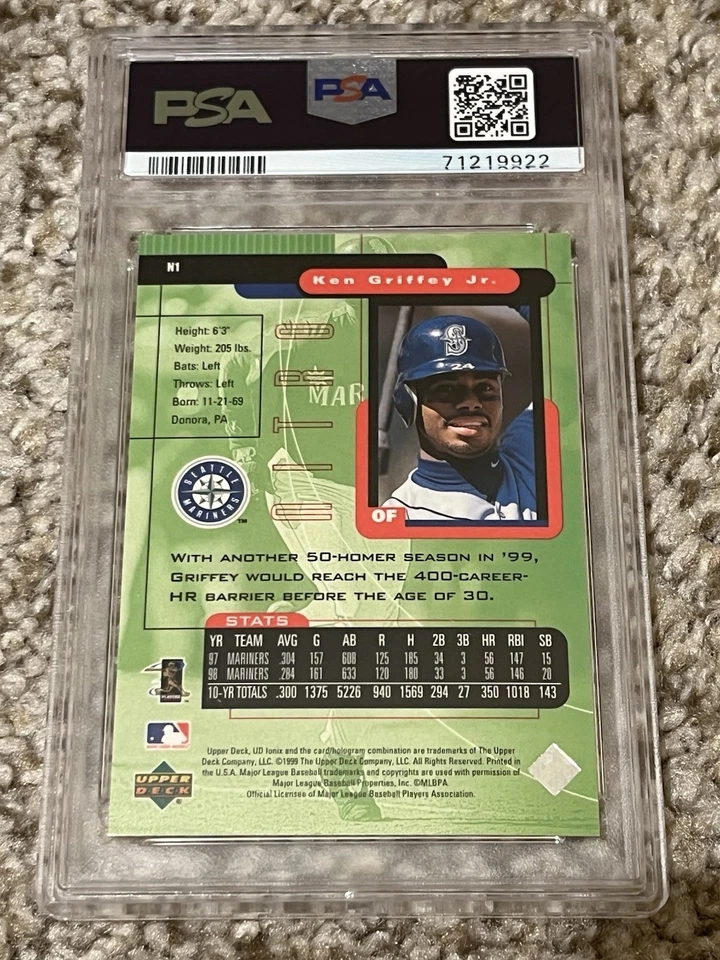 PSA
PSA
71219922
N1
Ken Griffey Jr.
Height: 6'3"
Weight: 205 lbs.
Bats: Left
Throws: Left
Born: 11-21-69
Donora, PA
NITRO
MAR
S
24
SEATTLE
MARINERS
TM
OF
WITH ANOTHER 50-HOMER SEASON IN '99,
GRIFFEY WOULD REACH THE 400-CAREER-
HR BARRIER BEFORE THE AGE OF 30.
STATS
YR TEAM AVG G AB R H 2B 3B HR RBI SB
97 MARINERS .304 157 608 125 185 34 3 56 147 15
98 MARINERS .284 161 633 120 180 33 3 56 146 20
10-YR TOTALS .300 1375 5226 940 1569 294 27 350 1018 143
Upper Deck, UD Ionix and the card/hologram combination are trademarks of The Upper
Deck Company, LLC. ©1999 The Upper Deck Company, LLC. All Rights Reserved. Printed in
the U.S.A. Major League Baseball trademarks and copyrights are used with permission of
Major League Baseball Properties, Inc. ©MLBPA
Official Licensee of Major League Baseball Players Association.
UPPER
DECK
®